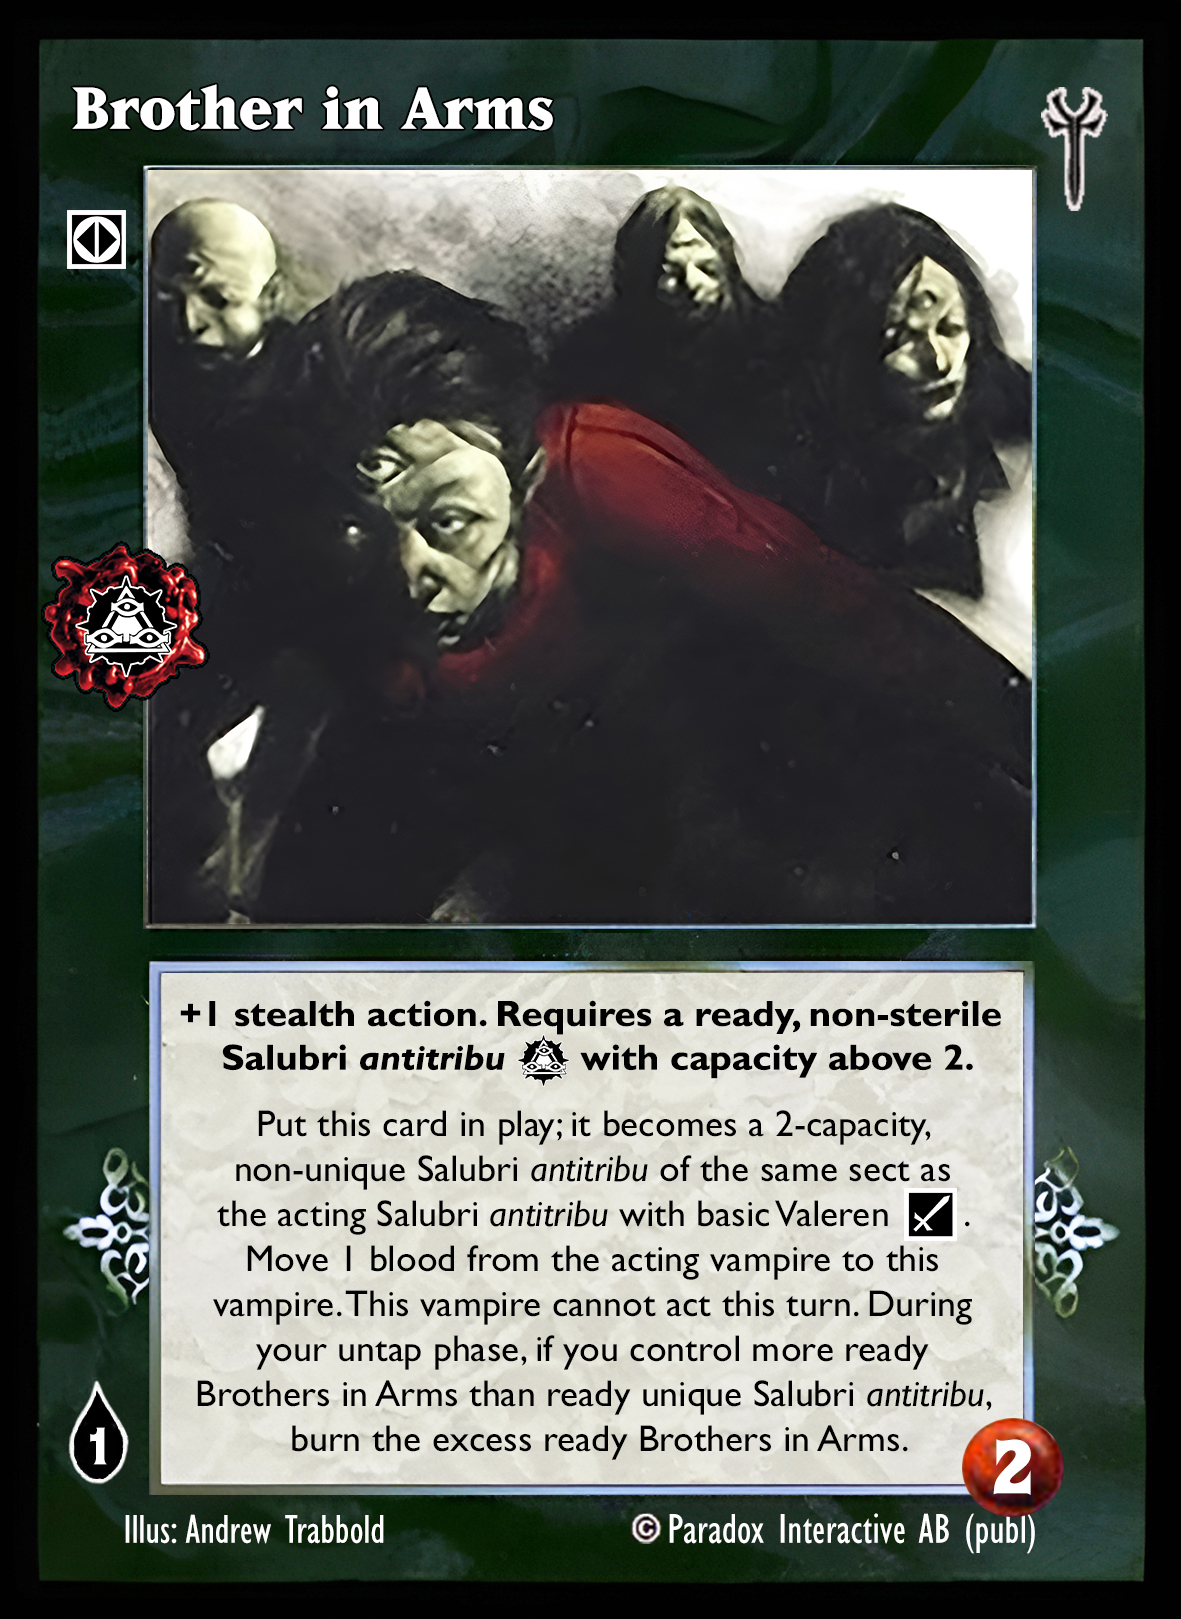 Brother in Arms
+1 stealth action. Requires a ready, non-sterile
Salubri antitribu with capacity above 2.
Put this card in play; it becomes a 2-capacity,
non-unique Salubri antitribu of the same sect as
the acting Salubri antitribu with basic Valeren .
Move 1 blood from the acting vampire to this
vampire. This vampire cannot act this turn. During
your untap phase, if you control more ready
Brothers in Arms than ready unique Salubri antitribu,
burn the excess ready Brothers in Arms.
1
2
Illus: Andrew Trabbold
© Paradox Interactive AB (publ)